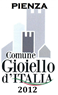 PIENZA
Comune
Gioiello
d'ITALIA
2012